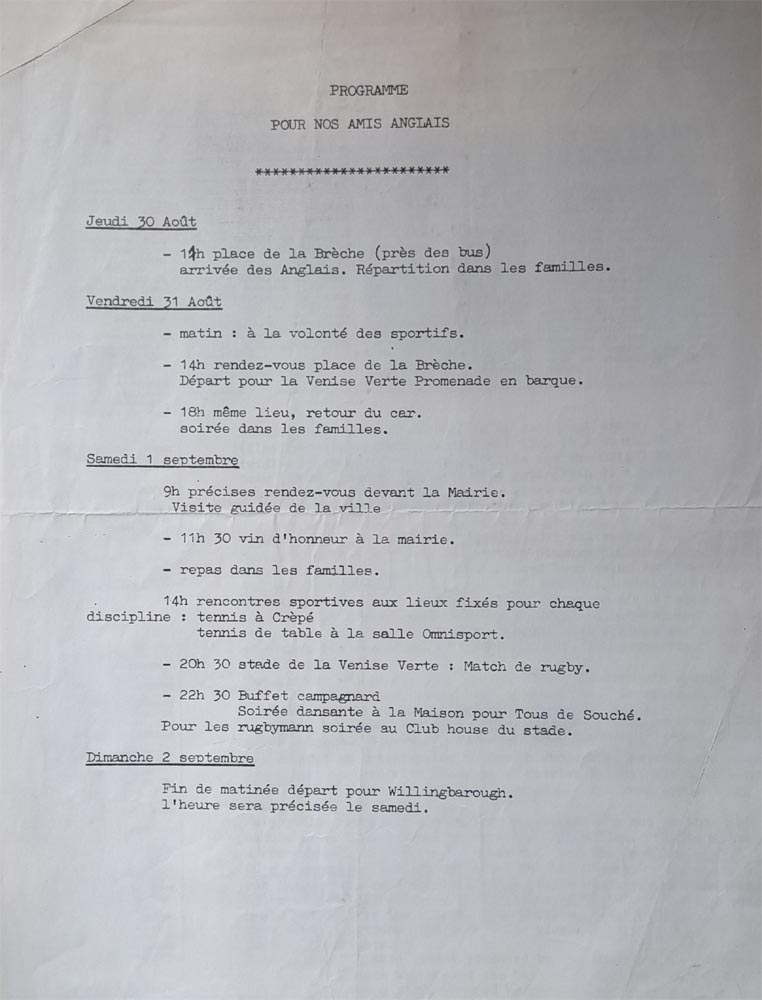 PROGRAMME
POUR NOS AMIS ANGLAIS
***********************
Jeudi 30 Août
- 14h place de la Brèche (près des bus)
arrivée des Anglais. Répartition dans les familles.
Vendredi 31 Août
- matin : à la volonté des sportifs.
- 14h rendez-vous place de la Brèche.
Départ pour la Venise Verte Promenade en barque.
- 18h même lieu, retour du car.
soirée dans les familles.
Samedi 1 septembre
9h précises rendez-vous devant la Mairie.
Visite guidée de la ville
- 11h 30 vin d'honneur à la mairie.
- repas dans les familles.
14h rencontres sportives aux lieux fixés pour chaque
discipline : tennis à Crèpé
tennis de table à la salle Omnisport.
- 20h 30 stade de la Venise Verte : Match de rugby.
- 22h 30 Buffet campagnard
Soirée dansante à la Maison pour Tous de Souché.
Pour les rugbymann soirée au Club house du stade.
Dimanche 2 septembre
Fin de matinée départ pour Willingbarough.
l'heure sera précisée le samedi.